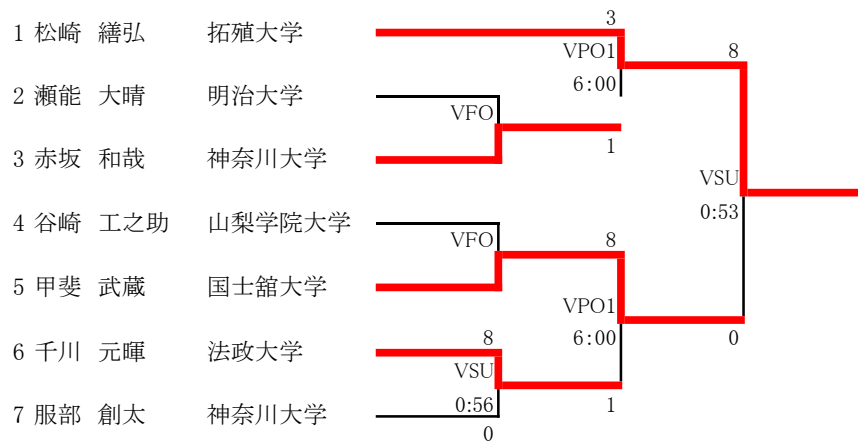 3
1 松崎 繕弘 拓殖大学
VPO1 8
6:00
2 瀬能 大晴 明治大学
VFO
1
3 赤坂 和哉 神奈川大学
VSU
0:53
4 谷崎 工之助 山梨学院大学
VFO 8
5 甲斐 武蔵 国士舘大学
VPO1
6:00 0
6 千川 元暉 法政大学 8
VSU
0:56 1
7 服部 創太 神奈川大学
0